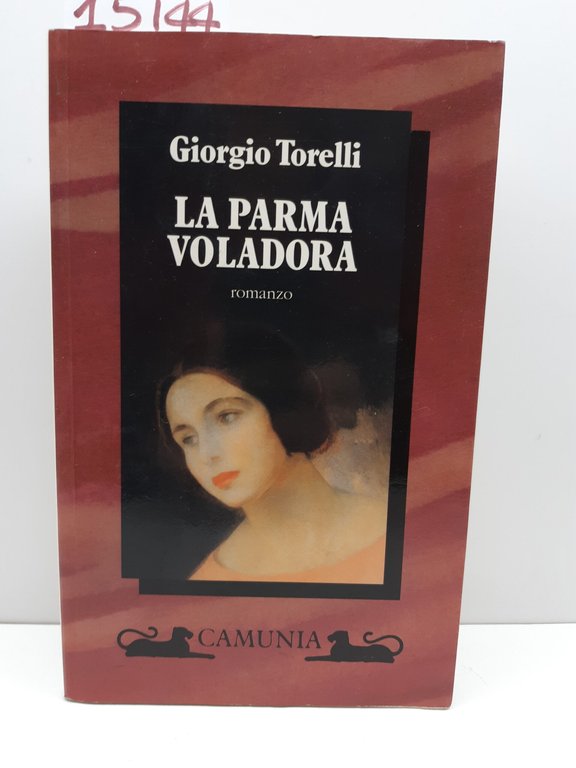 15144
Giorgio Torelli
LA PARMA
VOLADORA
romanzo
CAMUNIA